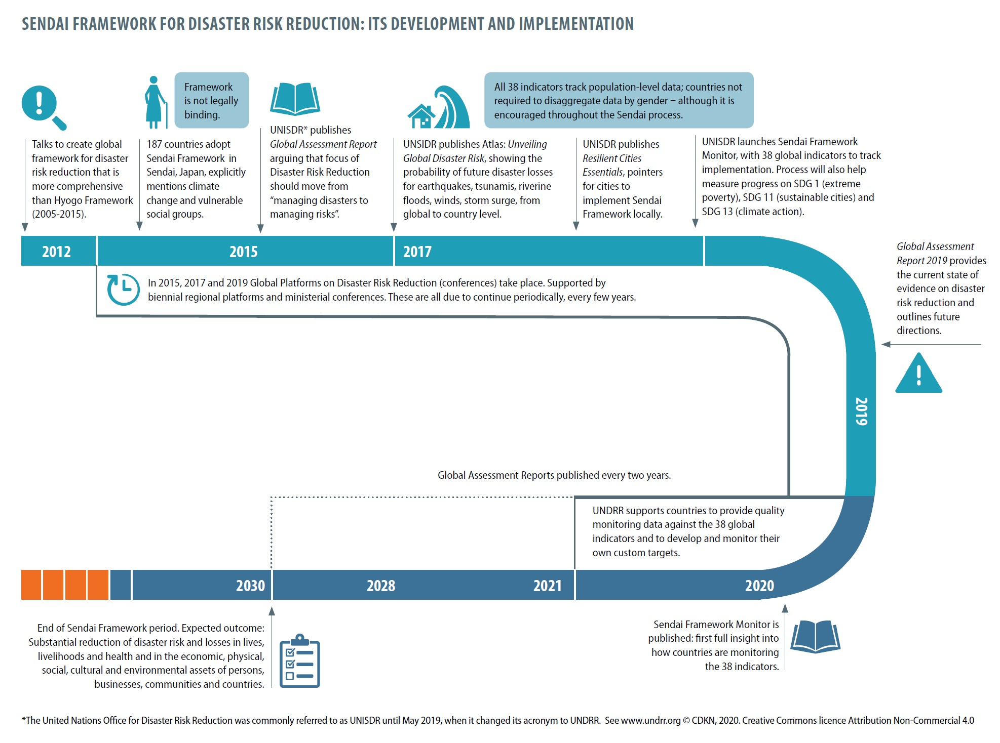 SENDAI FRAMEWORK FOR DISASTER RISK REDUCTION: ITS DEVELOPMENT AND IMPLEMENTATION
Talks to create global
framework for disaster
risk reduction that is
more comprehensive
than Hyogo Framework
(2005-2015).
Framework
is not legally
binding.
187 countries adopt
Sendai Framework in
Sendai, Japan, explicitly
mentions climate
change and vulnerable
social groups.
UNISDR* publishes
Global Assessment Report
arguing that focus of
Disaster Risk Reduction
should move from
“managing disasters to
managing risks”.
UNSIDR publishes Atlas: Unveiling
Global Disaster Risk, showing the
probability of future disaster losses
for earthquakes, tsunamis, riverine
floods, winds, storm surge, from
global to country level.
All 38 indicators track population-level data; countries not
required to disaggregate data by gender – although it is
encouraged throughout the Sendai process.
UNISDR publishes
Resilient Cities
Essentials, pointers
for cities to
implement Sendai
Framework locally.
UNISDR launches Sendai Framework
Monitor, with 38 global indicators to track
implementation. Process will also help
measure progress on SDG 1 (extreme
poverty), SDG 11 (sustainable cities) and
SDG 13 (climate action).
2012
2015
2017
In 2015, 2017 and 2019 Global Platforms on Disaster Risk Reduction (conferences) take place. Supported by
biennial regional platforms and ministerial conferences. These are all due to continue periodically, every few years.
Global Assessment
Report 2019 provides
the current state of
evidence on disaster
risk reduction and
outlines future
directions.
2019
Global Assessment Reports published every two years.
UNDRR supports countries to provide quality
monitoring data against the 38 global
indicators and to develop and monitor their
own custom targets.
2030
2028
2021
2020
End of Sendai Framework period. Expected outcome:
Substantial reduction of disaster risk and losses in lives,
livelihoods and health and in the economic, physical,
social, cultural and environmental assets of persons,
businesses, communities and countries.
Sendai Framework Monitor is
published: first full insight into
how countries are monitoring
the 38 indicators.
*The United Nations Office for Disaster Risk Reduction was commonly referred to as UNISDR until May 2019, when it changed its acronym to UNDRR. See www.undrr.org © CDKN, 2020. Creative Commons licence Attribution Non-Commercial 4.0